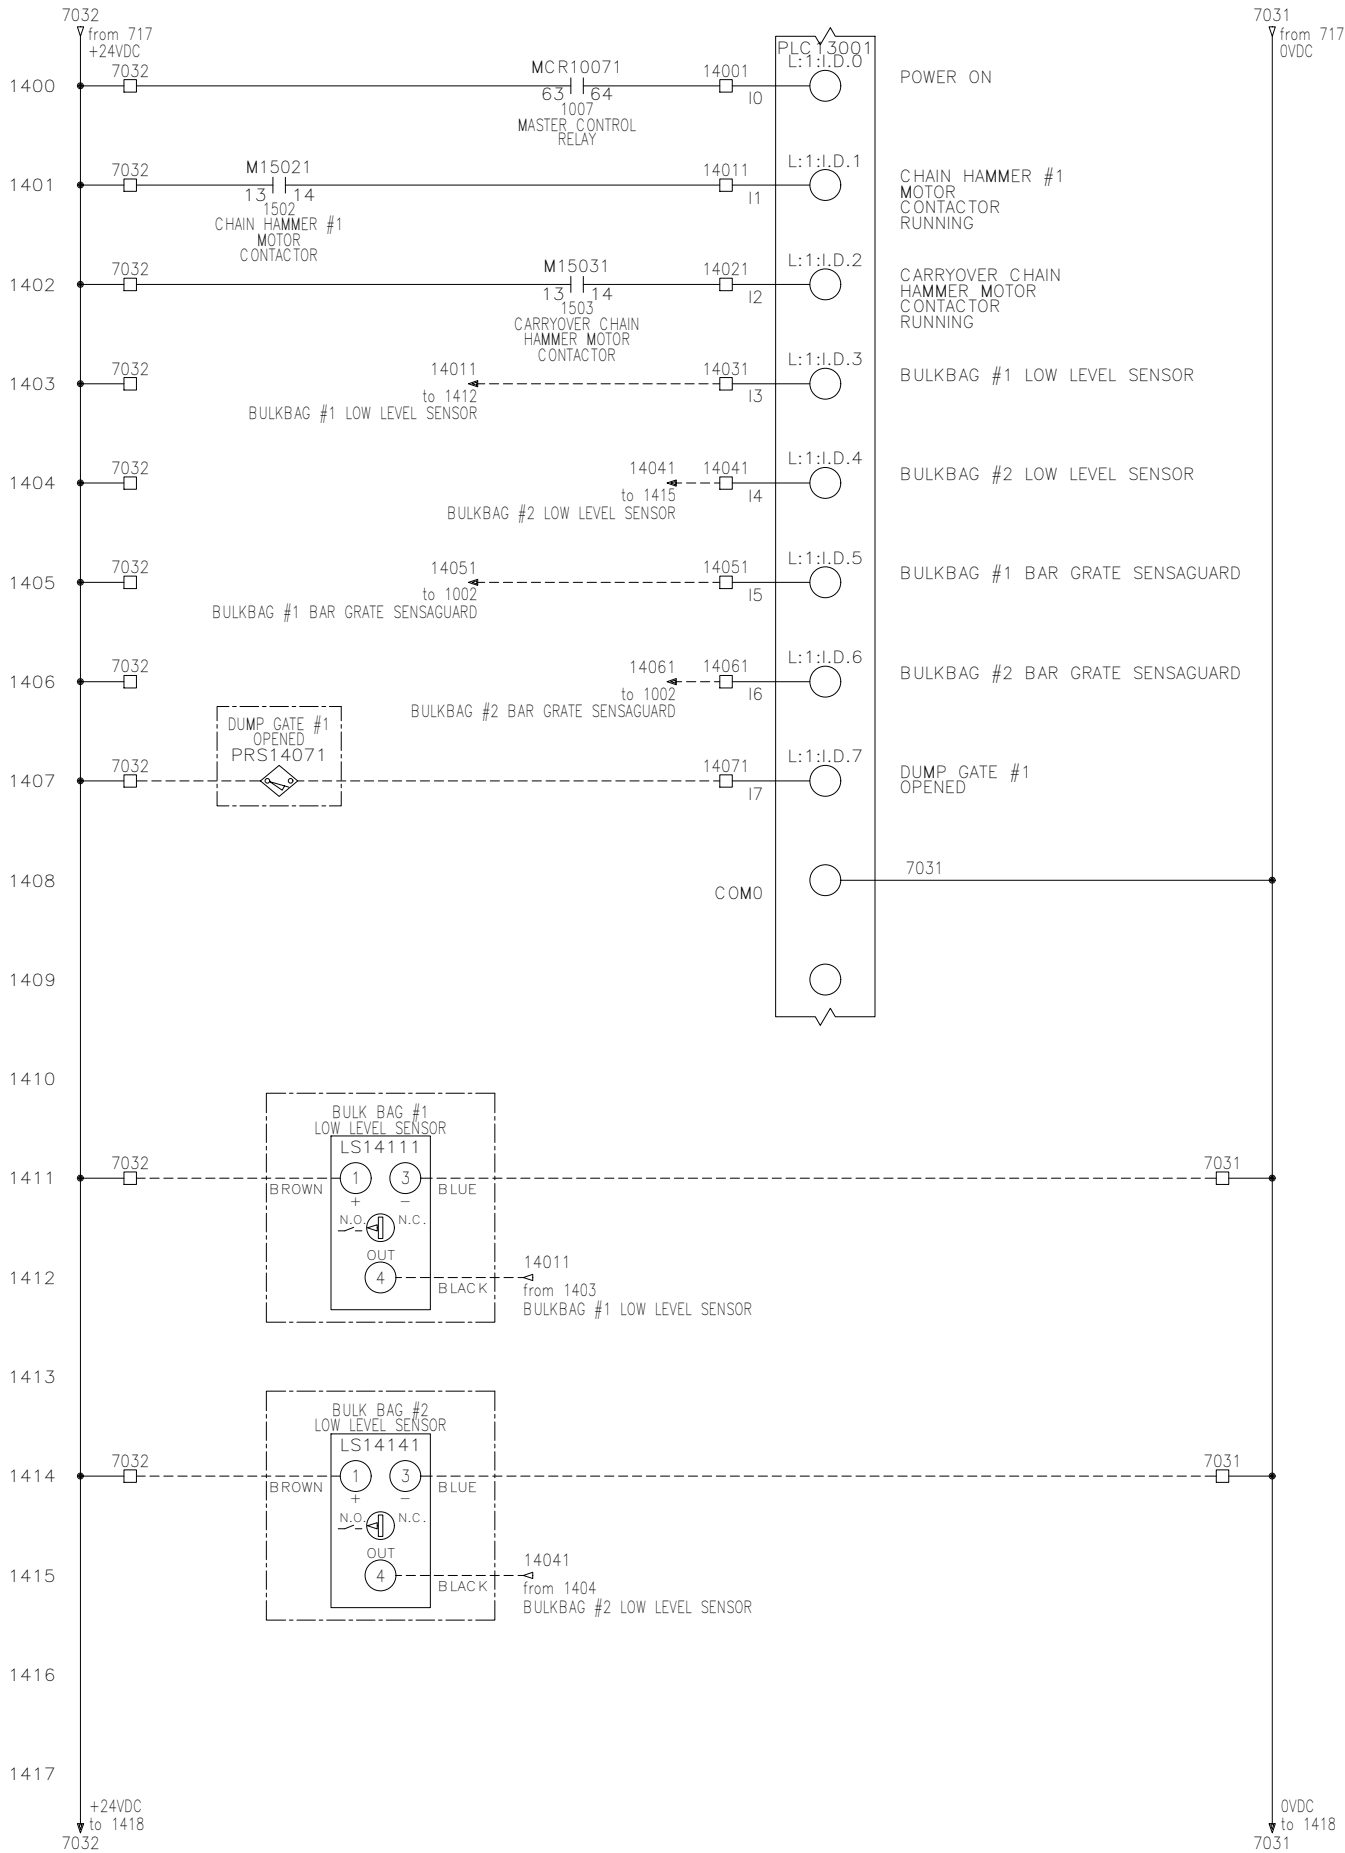 7032
from 717
+24VDC
7031
from 717
0VDC
PLC13001
1400
7032
MCR10071
63 64
1007
MASTER CONTROL
RELAY
14001
I0
L:1:I.D.0
POWER ON
1401
7032
M15021
13 14
1502
CHAIN HAMMER #1
MOTOR
CONTACTOR
14011
I1
L:1:I.D.1
CHAIN HAMMER #1
MOTOR
CONTACTOR
RUNNING
1402
7032
M15031
13 14
1503
CARRYOVER CHAIN
HAMMER MOTOR
CONTACTOR
14021
I2
L:1:I.D.2
CARRYOVER CHAIN
HAMMER MOTOR
CONTACTOR
RUNNING
1403
7032
14011
to 1412
BULKBAG #1 LOW LEVEL SENSOR
14031
I3
L:1:I.D.3
BULKBAG #1 LOW LEVEL SENSOR
1404
7032
14041
to 1415
BULKBAG #2 LOW LEVEL SENSOR
14041
I4
L:1:I.D.4
BULKBAG #2 LOW LEVEL SENSOR
1405
7032
14051
to 1002
BULKBAG #1 BAR GRATE SENSAGUARD
14051
I5
L:1:I.D.5
BULKBAG #1 BAR GRATE SENSAGUARD
1406
7032
14061
to 1002
BULKBAG #2 BAR GRATE SENSAGUARD
14061
I6
L:1:I.D.6
BULKBAG #2 BAR GRATE SENSAGUARD
1407
7032
DUMP GATE #1
OPENED
PRS14071
14071
I7
L:1:I.D.7
DUMP GATE #1
OPENED
1408
COM0
7031
1409
1410
BULK BAG #1
LOW LEVEL SENSOR
LS14111
1411
7032
BROWN
1
+
3
-
BLUE
7031
N.O.
N.C.
OUT
1412
4
BLACK
14011
from 1403
BULKBAG #1 LOW LEVEL SENSOR
1413
BULK BAG #2
LOW LEVEL SENSOR
LS14141
1414
7032
BROWN
1
+
3
-
BLUE
7031
N.O.
N.C.
OUT
1415
4
BLACK
14041
from 1404
BULKBAG #2 LOW LEVEL SENSOR
1416
1417
+24VDC
to 1418
7032
0VDC
to 1418
7031